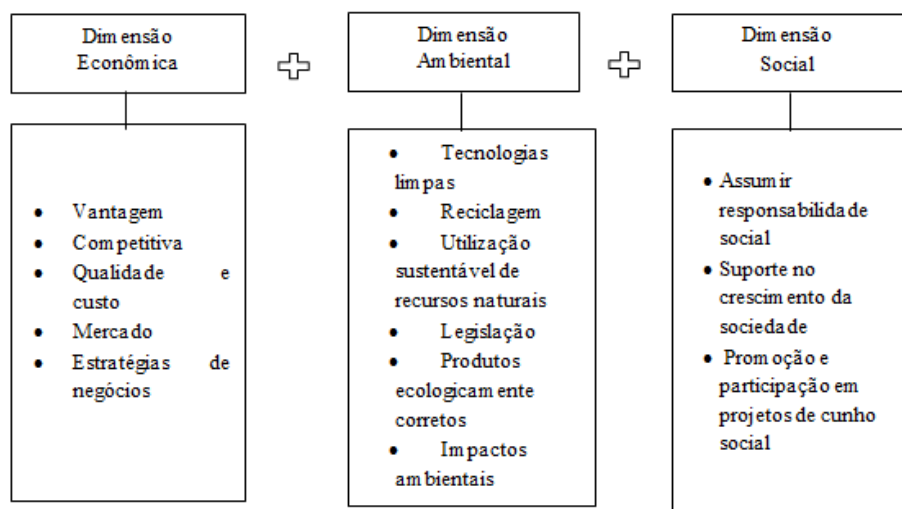 Dimensão
Econômica
Dimensão
Ambiental
Dimensão
Social
• Vantagem
• Competitiva
• Qualidade e
custo
• Mercado
• Estratégias de
negócios
• Tecnologias
limpas
• Reciclagem
• Utilização
sustentável de
recursos naturais
• Legislação
• Produtos
ecologicamente
corretos
• Impactos
ambientais
• Assumir
responsabilidade
social
• Suporte no
crescimento da
sociedade
• Promoção e
participação em
projetos de cunho
social